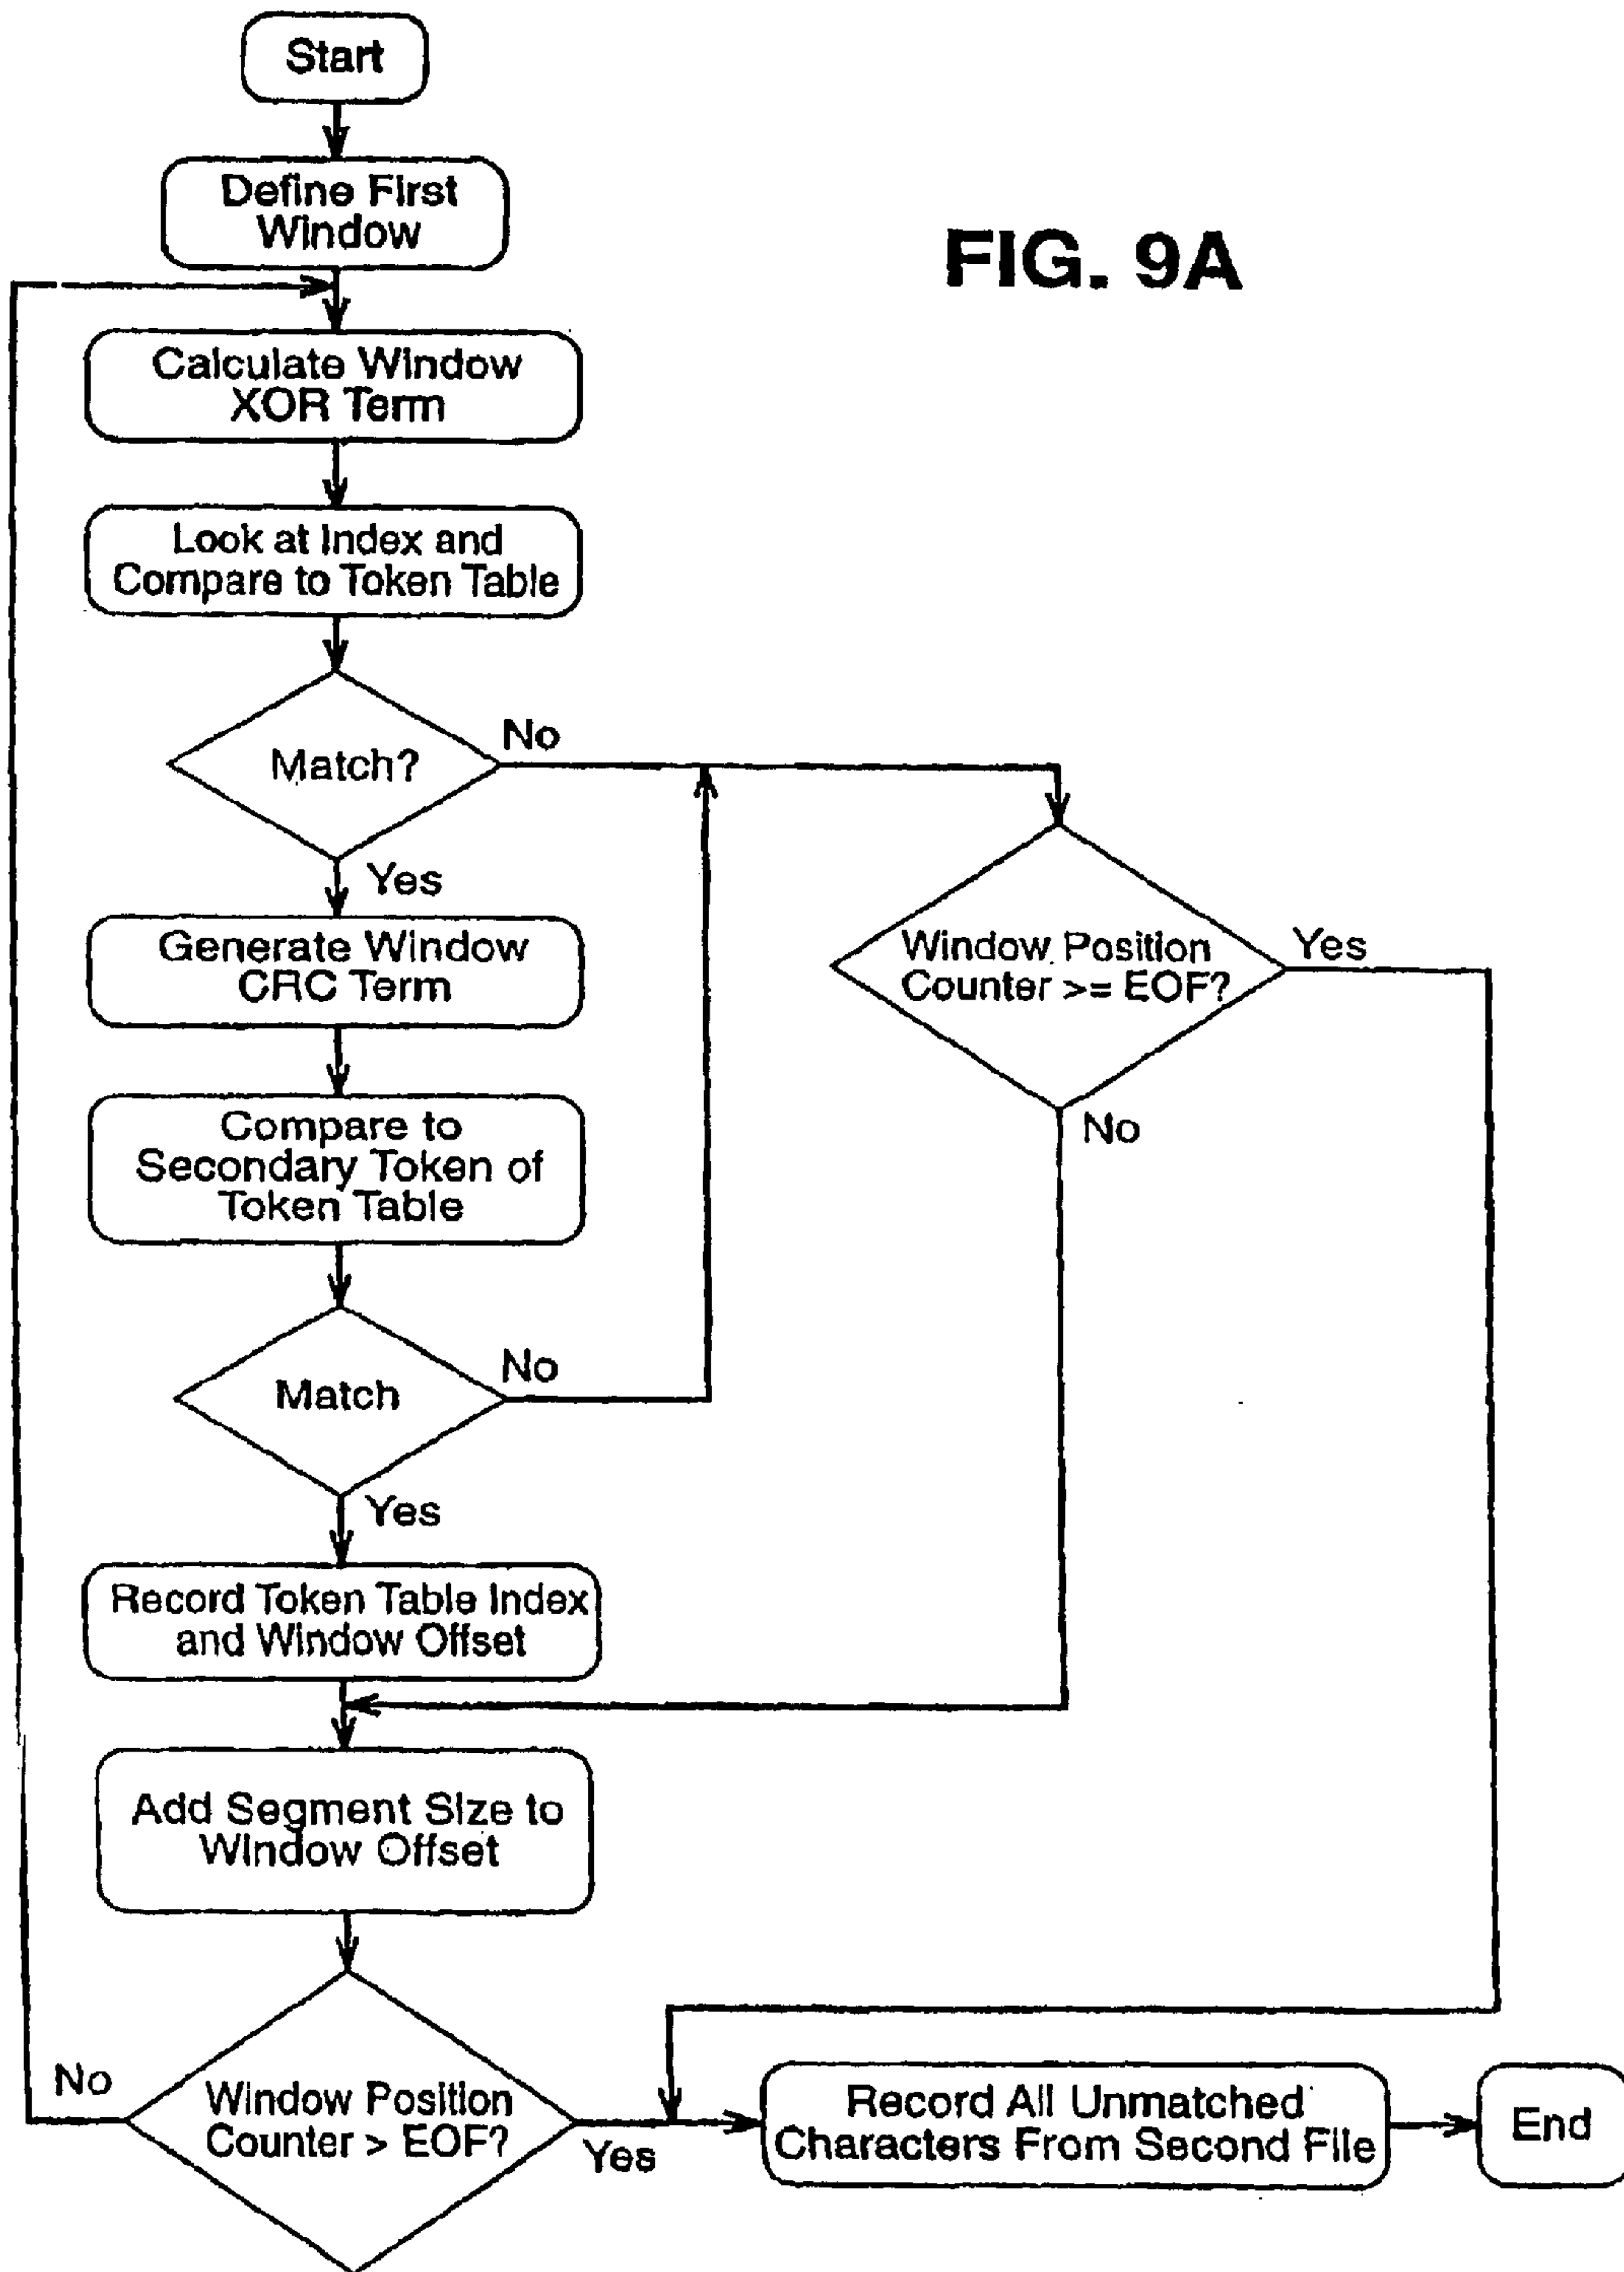 Start
Define First
Window
FIG. 9A
Calculate Window
XOR Term
Look at Index and
Compare to Token Table
Match?
No
Yes
Generate Window
CRC Term
Window Position
Counter >= EOF?
Yes
No
Compare to
Secondary Token of
Token Table
Match
No
Yes
Record Token Table Index
and Window Offset
Add Segment Size to
Window Offset
No
Window Position
Counter > EOF?
Yes
Record All Unmatched
Characters From Second File
End